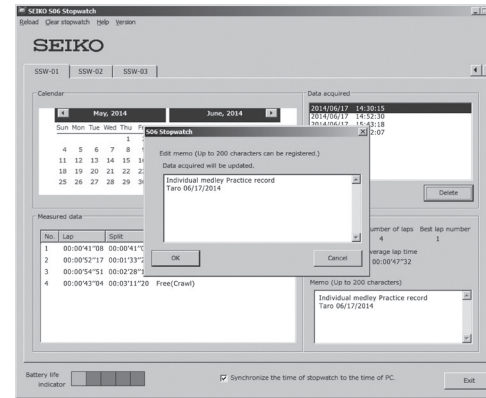 SEIKO S06 Stopwatch
Reload Clear stopwatch Help Version
SEIKO
SSW-01 SSW-02 SSW-03
Calendar
Data acquired
May, 2014 June, 2014
2014/06/17 14:30:15
2014/06/17 14:52:30
2014/06/17 15:43:18
2:07
Sun Mon Tue Wed Thu
1
4 5 6 7 8
11 12 13 14 15
18 19 20 21 22
25 26 27 28 29
S06 Stopwatch
Edit memo (Up to 200 characters can be registered.)
Data acquired will be updated.
Individual medley Practice record
Taro 06/17/2014
OK Cancel
Delete
Measured data
No. Lap Split
1 00:00'41"08 00:00'41"0
2 00:00'52"17 00:01'33"
3 00:00'54"51 00:02'28"1
4 00:00'43"04 00:03'11"20 Free(Crawl)
umber of laps Best lap number
4 1
verage lap time
00:00'47"32
Memo (Up to 200 characters)
Individual medley Practice record
Taro 06/17/2014
Battery life
indicator
Synchronize the time of stopwatch to the time of PC.
Exit